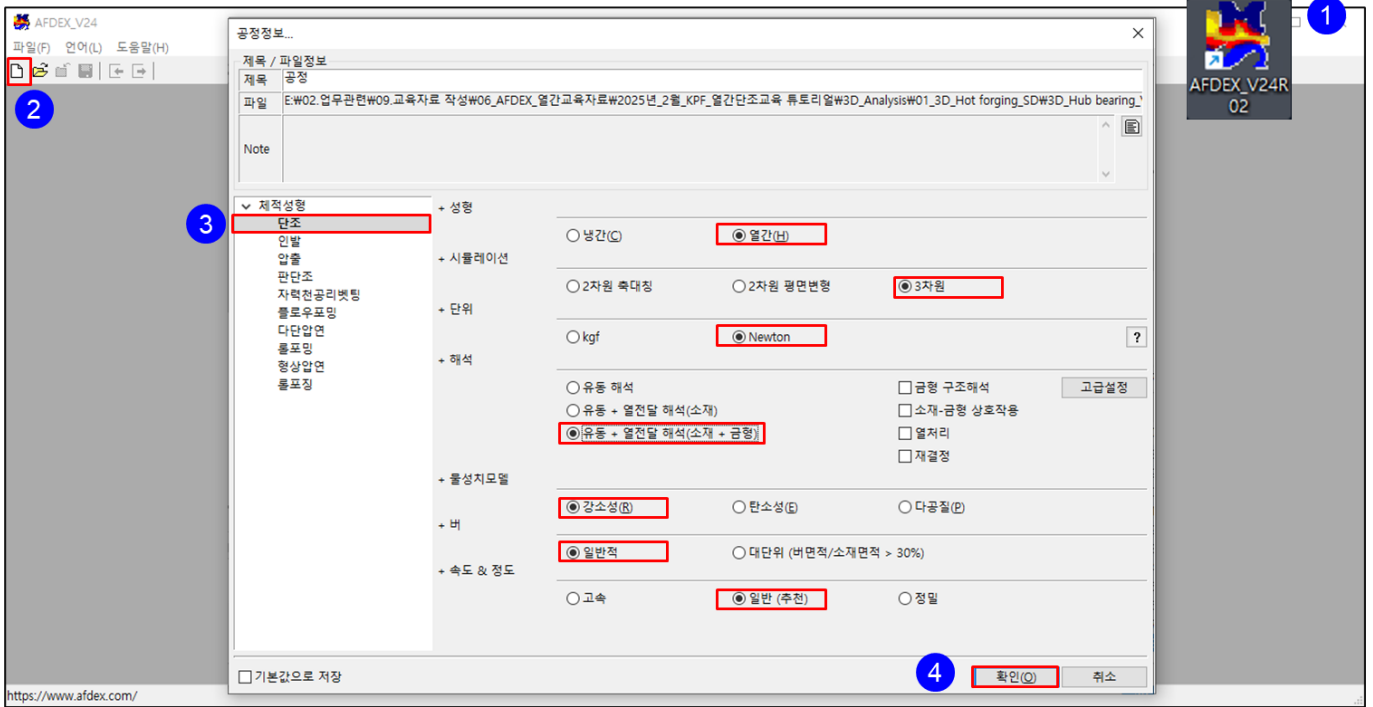 AFDEX_V24
파일(F) 언어(L) 도움말(H)
1
AFDEX_V24R
02
2
공정정보...
제목 / 파일정보
제목 공정
파일 E:₩02.업무관련₩09.교육자료 작성₩06_AFDEX_열간교육자료₩2025년_2월_KPF_열간단조교육 튜토리얼₩3D_Analysis₩01_3D_Hot forging_SD₩3D_Hub bearing_
Note
3
체적성형
단조
인발
압출
판단조
자력천공리벳팅
플로우포밍
다단압연
롤포밍
형상압연
롤포징
+ 성형
냉간(C) 열간(H)
+ 시뮬레이션
2차원 축대칭 2차원 평면변형 3차원
+ 단위
kgf Newton ?
+ 해석
유동 해석 금형 구조해석 고급설정
유동 + 열전달 해석(소재) 소재-금형 상호작용
유동 + 열전달 해석(소재 + 금형) 열처리
재결정
+ 물성치모델
강소성(R) 탄소성(E) 다공질(P)
+ 버
일반적 대단위 (버면적/소재면적 > 30%)
+ 속도 & 정도
고속 일반 (추천) 정밀
기본값으로 저장
4
확인(O) 취소
https://www.afdex.com/